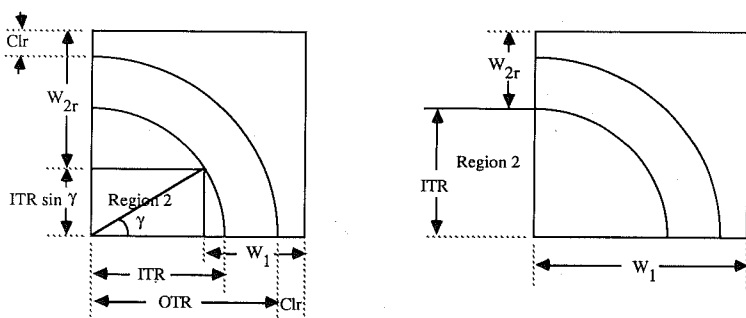 Clr
W2r
ITR sin γ
Region 2
γ
W1
ITR
OTR
Clr
W2r
Region 2
ITR
W1